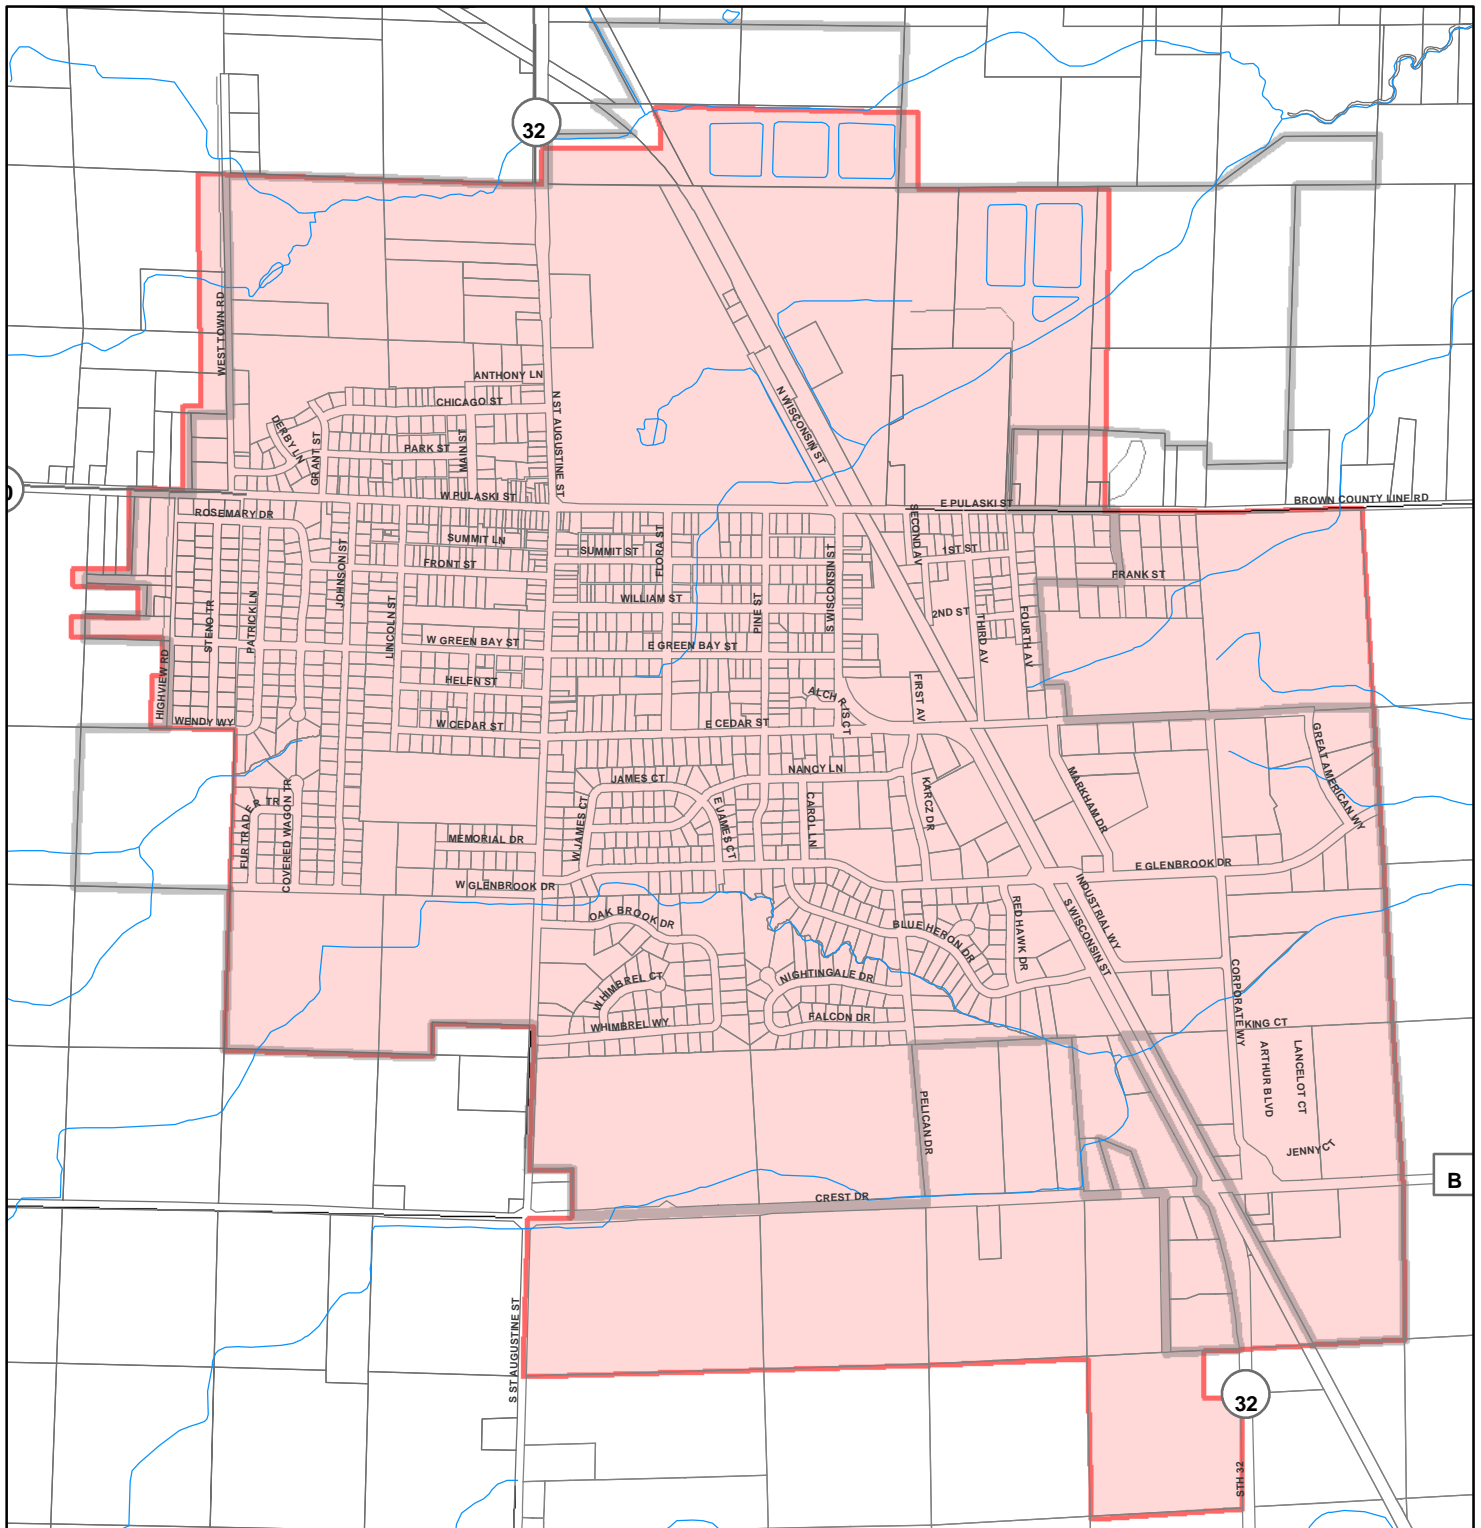 32
WEST TOWN RD
ANTHONY LN
CHICAGO ST
N ST AUGUSTINE ST
N WISCONSIN ST
DERBY LN
GRANT ST
PARK ST
MAIN ST
W PULASKI ST
E PULASKI ST
BROWN COUNTY LINE RD
ROSEMARY DR
SUMMIT LN
SUMMIT ST
FLORA ST
SECOND AV
1ST ST
FRONT ST
JOHNSON ST
S WISCONSIN ST
FRANK ST
STENO TR
PATRICK LN
LINCOLN ST
WILLIAM ST
PINE ST
2ND ST
THIRD AV
FOURTH AV
W GREEN BAY ST
E GREEN BAY ST
HIGHVIEW RD
HELEN ST
ALCH R IS CT
FIRST AV
WENDY WY
W CEDAR ST
E CEDAR ST
GREAT AMERICAN WY
JAMES CT
NANCY LN
MARKHAM DR
KARCZ DR
FUR TRADER TR
COVERED WAGON TR
W JAMES CT
E JAMES CT
CAROL LN
MEMORIAL DR
E GLENBROOK DR
W GLENBROOK DR
INDUSTRIAL WY
S WISCONSIN ST
RED HAWK DR
OAK BROOK DR
BLUE HERON DR
WHIMBREL CT
NIGHTINGALE DR
CORPORATE WY
WHIMBREL WY
FALCON DR
KING CT
ARTHUR BLVD
LANCELOT CT
PELICAN DR
JENNY CT
B
CREST DR
S ST AUGUSTINE ST
32
STH 32